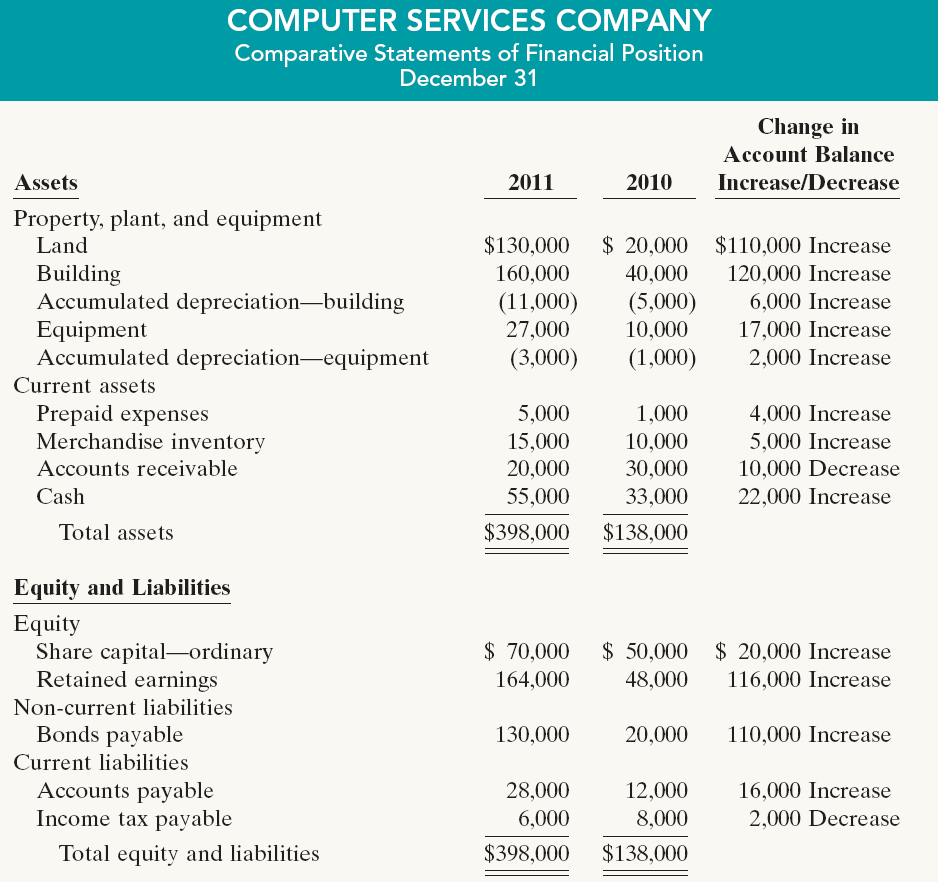 COMPUTER SERVICES COMPANY
Comparative Statements of Financial Position
December 31
Change in
Account Balance
Assets 2011 2010 Increase/Decrease
Property, plant, and equipment
Land $130,000 $ 20,000 $110,000 Increase
Building 160,000 40,000 120,000 Increase
Accumulated depreciation—building (11,000) (5,000) 6,000 Increase
Equipment 27,000 10,000 17,000 Increase
Accumulated depreciation—equipment (3,000) (1,000) 2,000 Increase
Current assets
Prepaid expenses 5,000 1,000 4,000 Increase
Merchandise inventory 15,000 10,000 5,000 Increase
Accounts receivable 20,000 30,000 10,000 Decrease
Cash 55,000 33,000 22,000 Increase
Total assets $398,000 $138,000
Equity and Liabilities
Equity
Share capital—ordinary $ 70,000 $ 50,000 $ 20,000 Increase
Retained earnings 164,000 48,000 116,000 Increase
Non-current liabilities
Bonds payable 130,000 20,000 110,000 Increase
Current liabilities
Accounts payable 28,000 12,000 16,000 Increase
Income tax payable 6,000 8,000 2,000 Decrease
Total equity and liabilities $398,000 $138,000